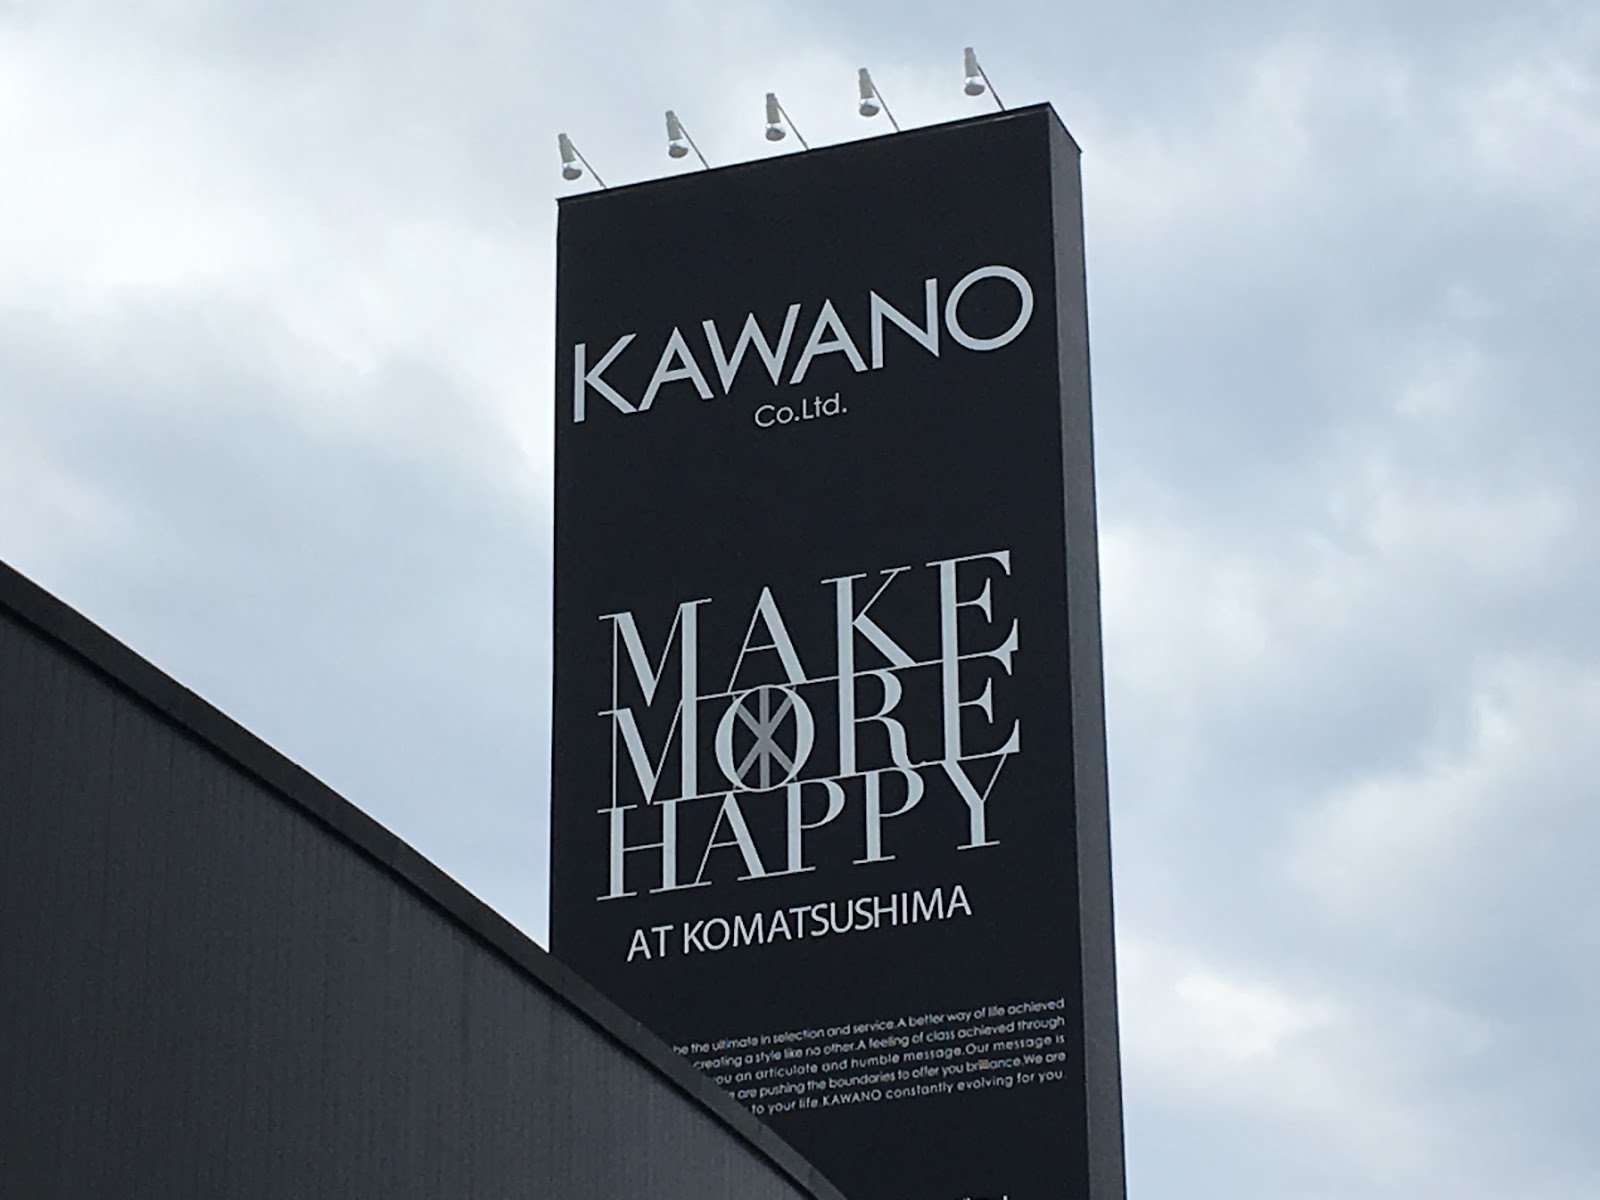 KAWANO
Co.Ltd.
MAKE
MORE
HAPPY
AT KOMATSUSHIMA
be the ultimate in selection and service.A better way of life achieved
creating a style like no other.A feeling of class achieved through
you an articulate and humble message.Our message is
are pushing the boundaries to offer you brilliance.We are
to your life.KAWANO constantly evolving for you.